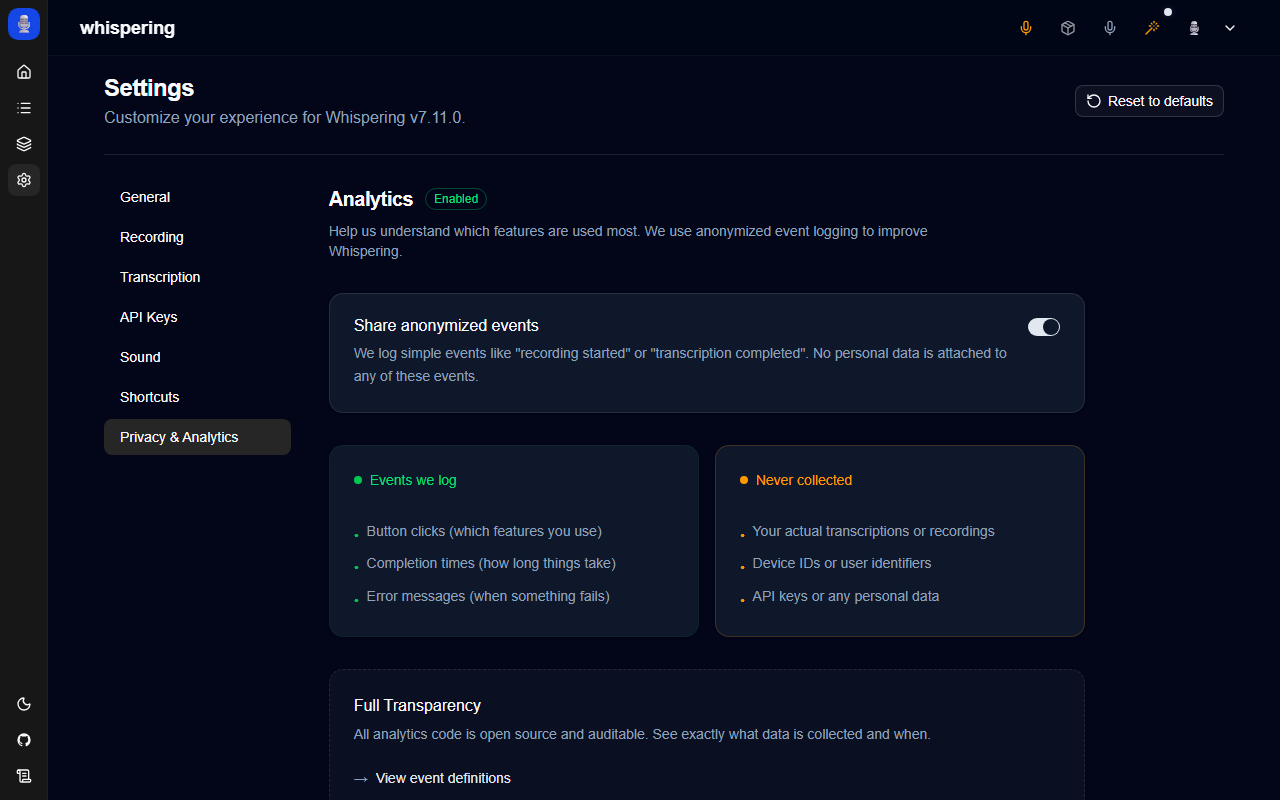 whispering
Settings
Customize your experience for Whispering v7.11.0.
Reset to defaults
General
Recording
Transcription
API Keys
Sound
Shortcuts
Privacy & Analytics
Analytics
Enabled
Help us understand which features are used most. We use anonymized event logging to improve
Whispering.
Share anonymized events
We log simple events like "recording started" or "transcription completed". No personal data is attached to
any of these events.
Events we log
• Button clicks (which features you use)
• Completion times (how long things take)
• Error messages (when something fails)
Never collected
• Your actual transcriptions or recordings
• Device IDs or user identifiers
• API keys or any personal data
Full Transparency
All analytics code is open source and auditable. See exactly what data is collected and when.
→ View event definitions